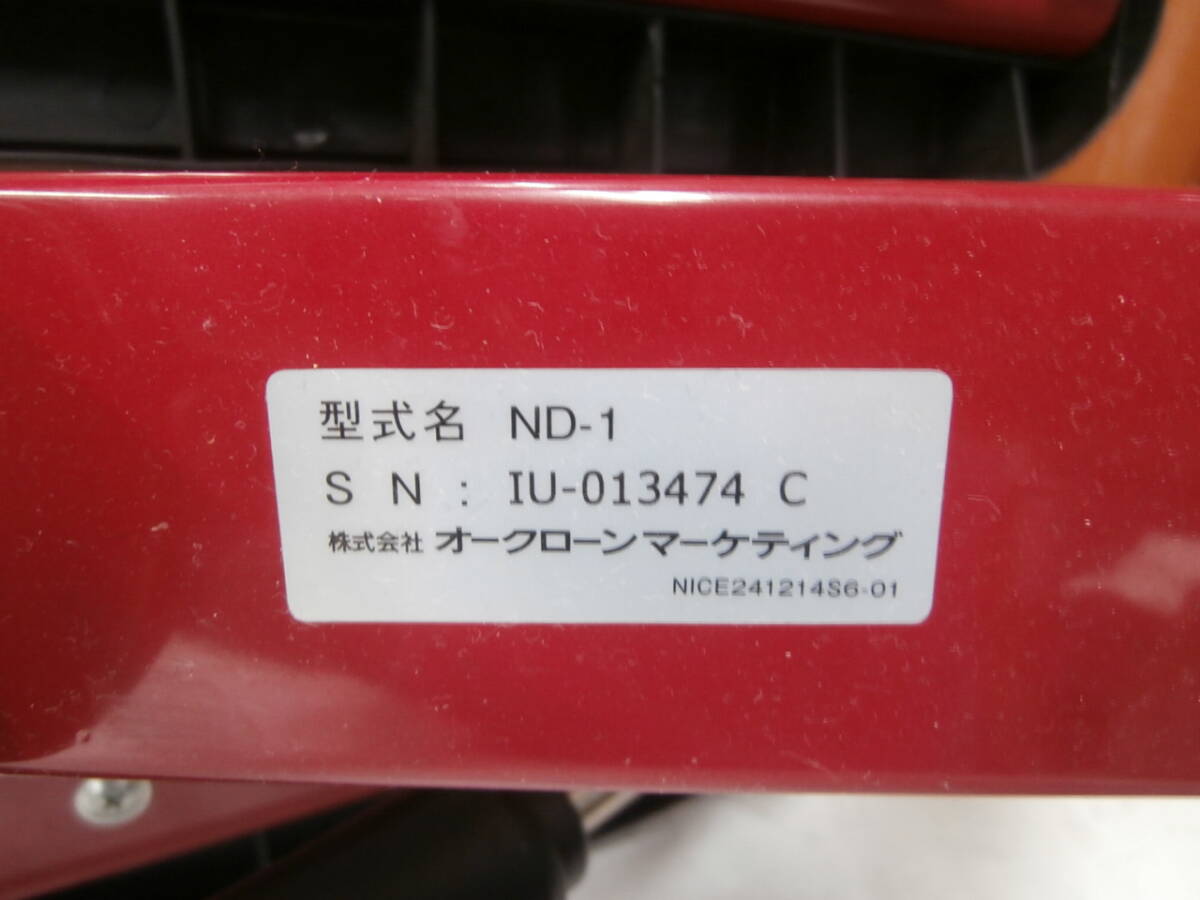 型式名 ND-1
S N : IU-013474 C
株式会社 オークローンマーケティング
NICE241214S6-01